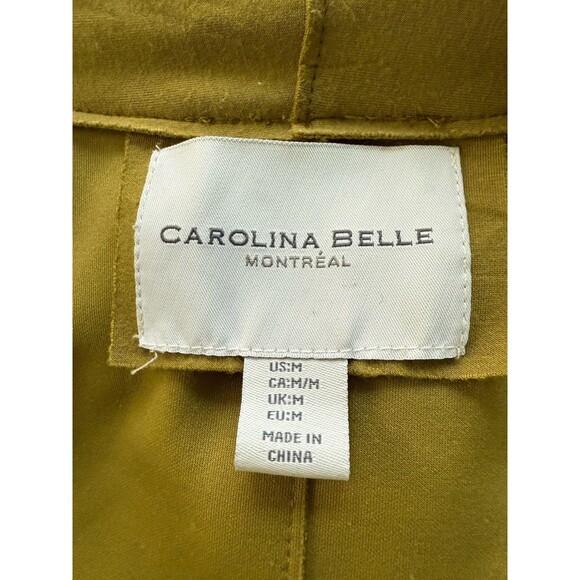 CAROLINA BELLE
MONTRÉAL
US:M
CA:M/M
UK:M
EU:M
MADE IN
CHINA